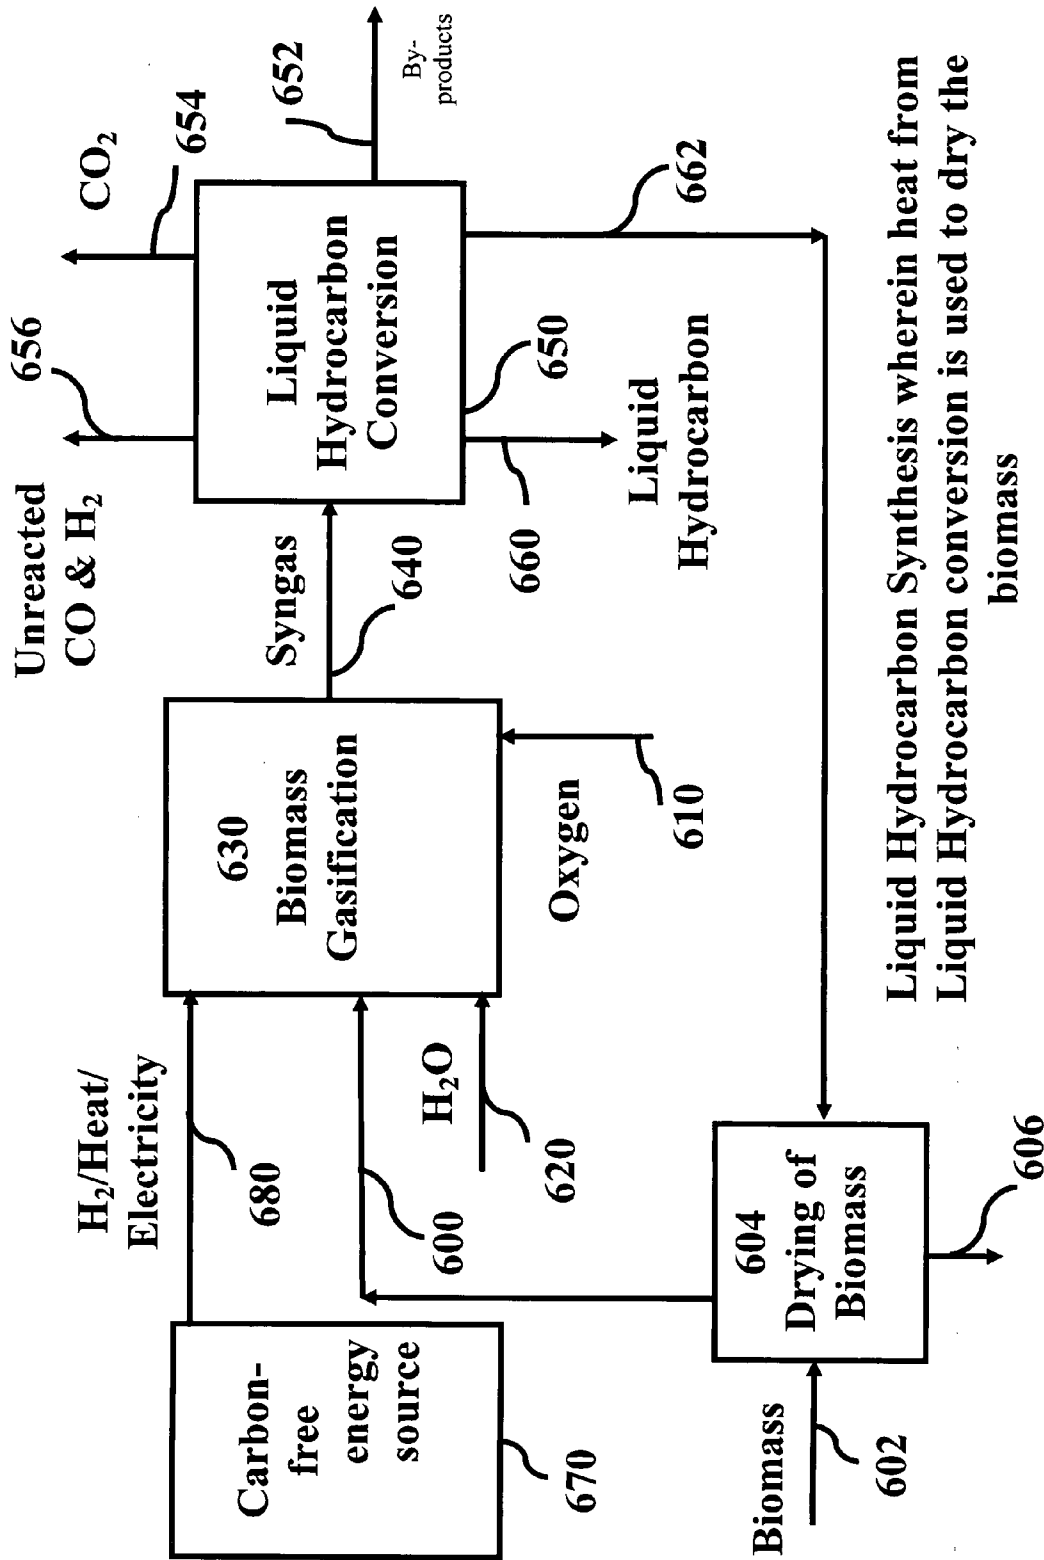 Carbon-
free
energy
source
670
H₂/Heat/
Electricity
680
600
H₂O
620
Biomass
602
604
Drying of
Biomass
606
630
Biomass
Gasification
Oxygen
610
Syngas
640
Unreacted
CO & H₂
656
CO₂
654
Liquid
Hydrocarbon
Conversion
652
By-
products
650
660
Liquid
Hydrocarbon
662
Liquid Hydrocarbon Synthesis wherein heat from
Liquid Hydrocarbon conversion is used to dry the
biomass